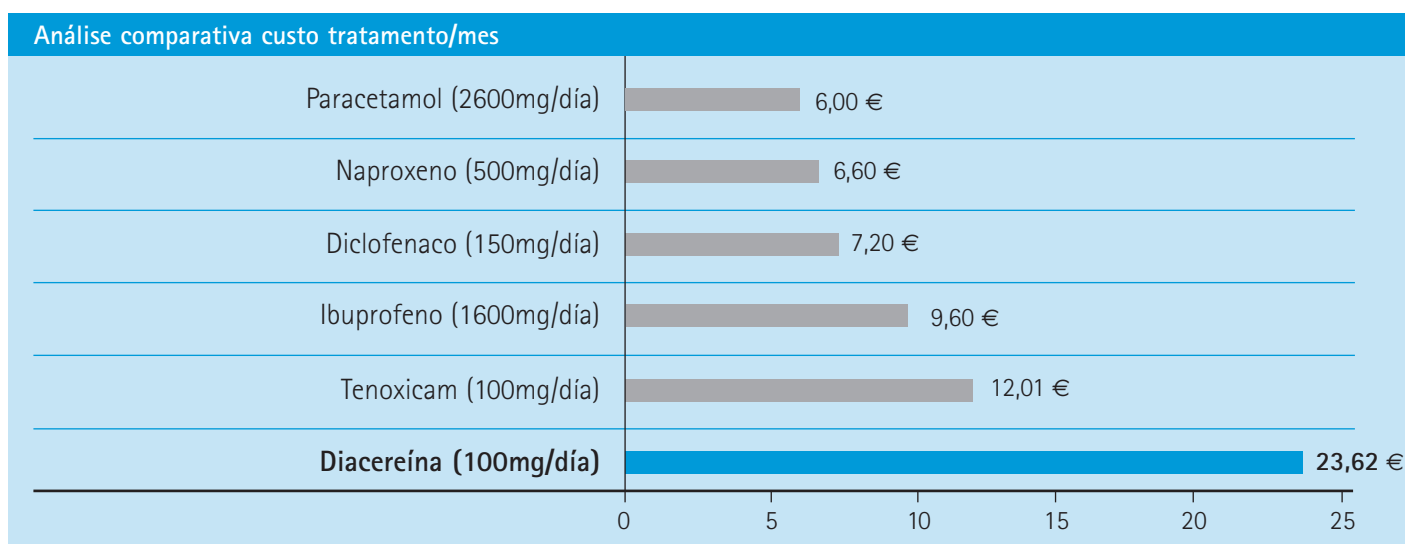 Análise comparativa custo tratamento/mes
Paracetamol (2600mg/día) 6,00 €
Naproxeno (500mg/día) 6,60 €
Diclofenaco (150mg/día) 7,20 €
Ibuprofeno (1600mg/día) 9,60 €
Tenoxicam (100mg/día) 12,01 €
Diacereína (100mg/día) 23,62 €
0 5 10 15 20 25